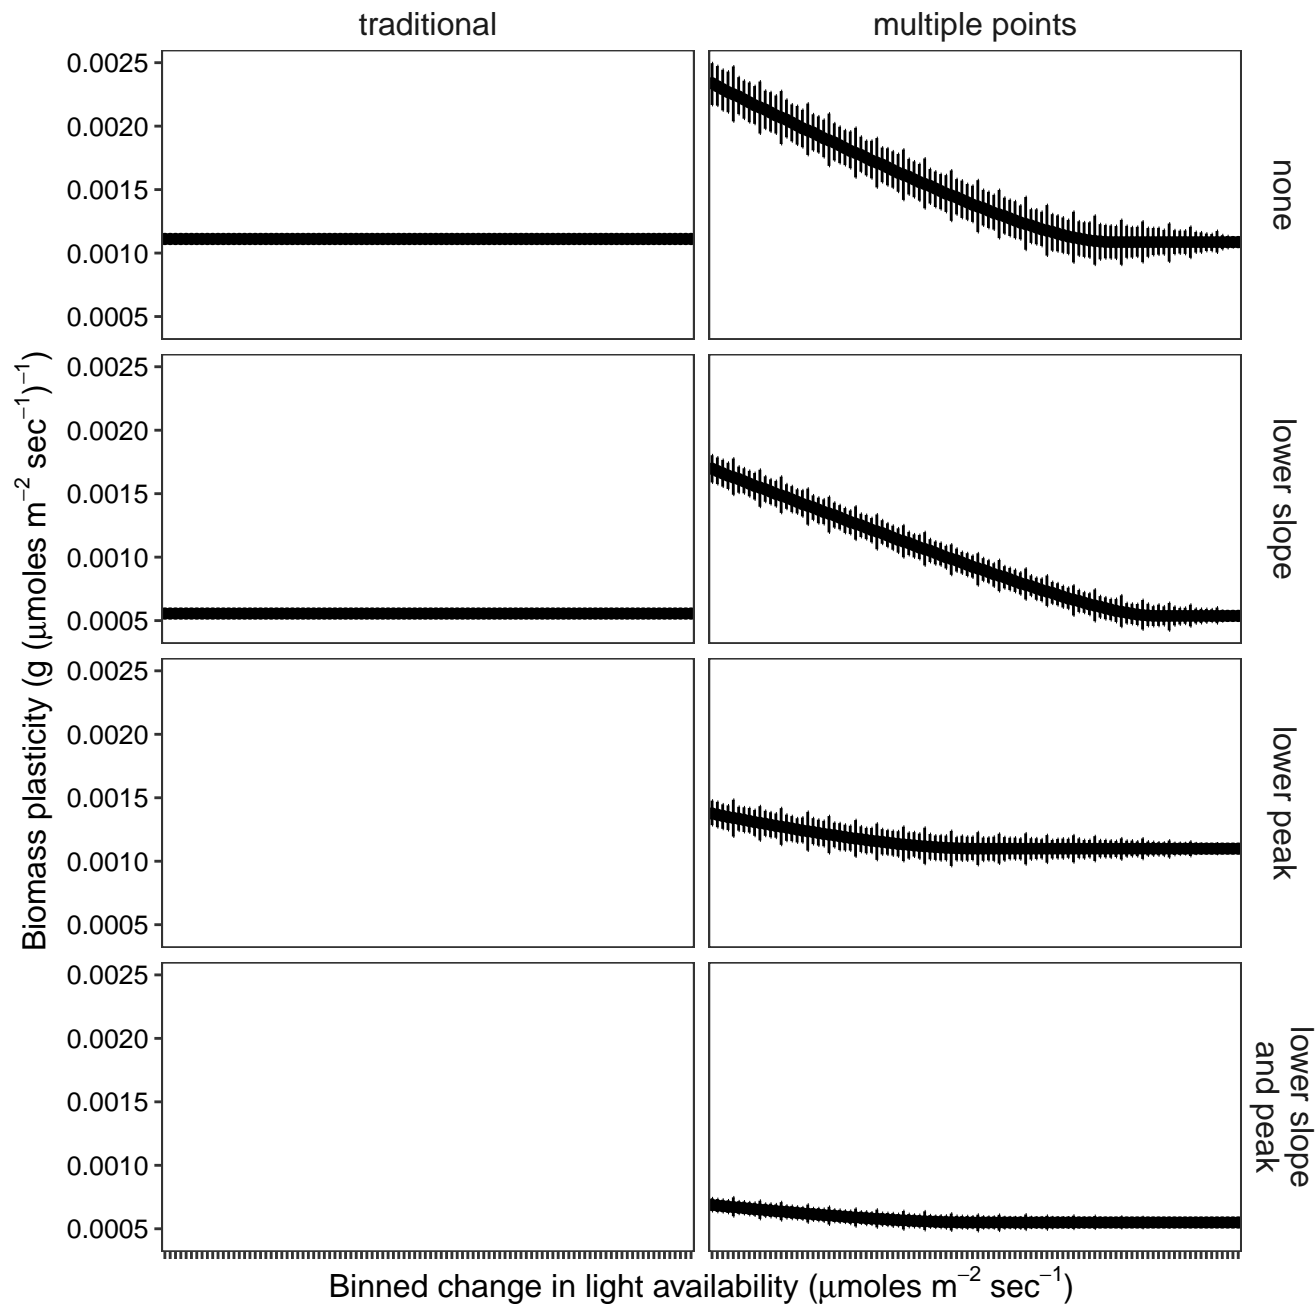 traditional
multiple points
0.0025
0.0020
0.0015
0.0010
0.0005
none
0.0025
0.0020
0.0015
0.0010
0.0005
lower slope
0.0025
0.0020
0.0015
0.0010
0.0005
lower peak
0.0025
0.0020
0.0015
0.0010
0.0005
lower slope
and peak
Biomass plasticity (g (μmoles m⁻² sec⁻¹)⁻¹)
Binned change in light availability (μmoles m⁻² sec⁻¹)